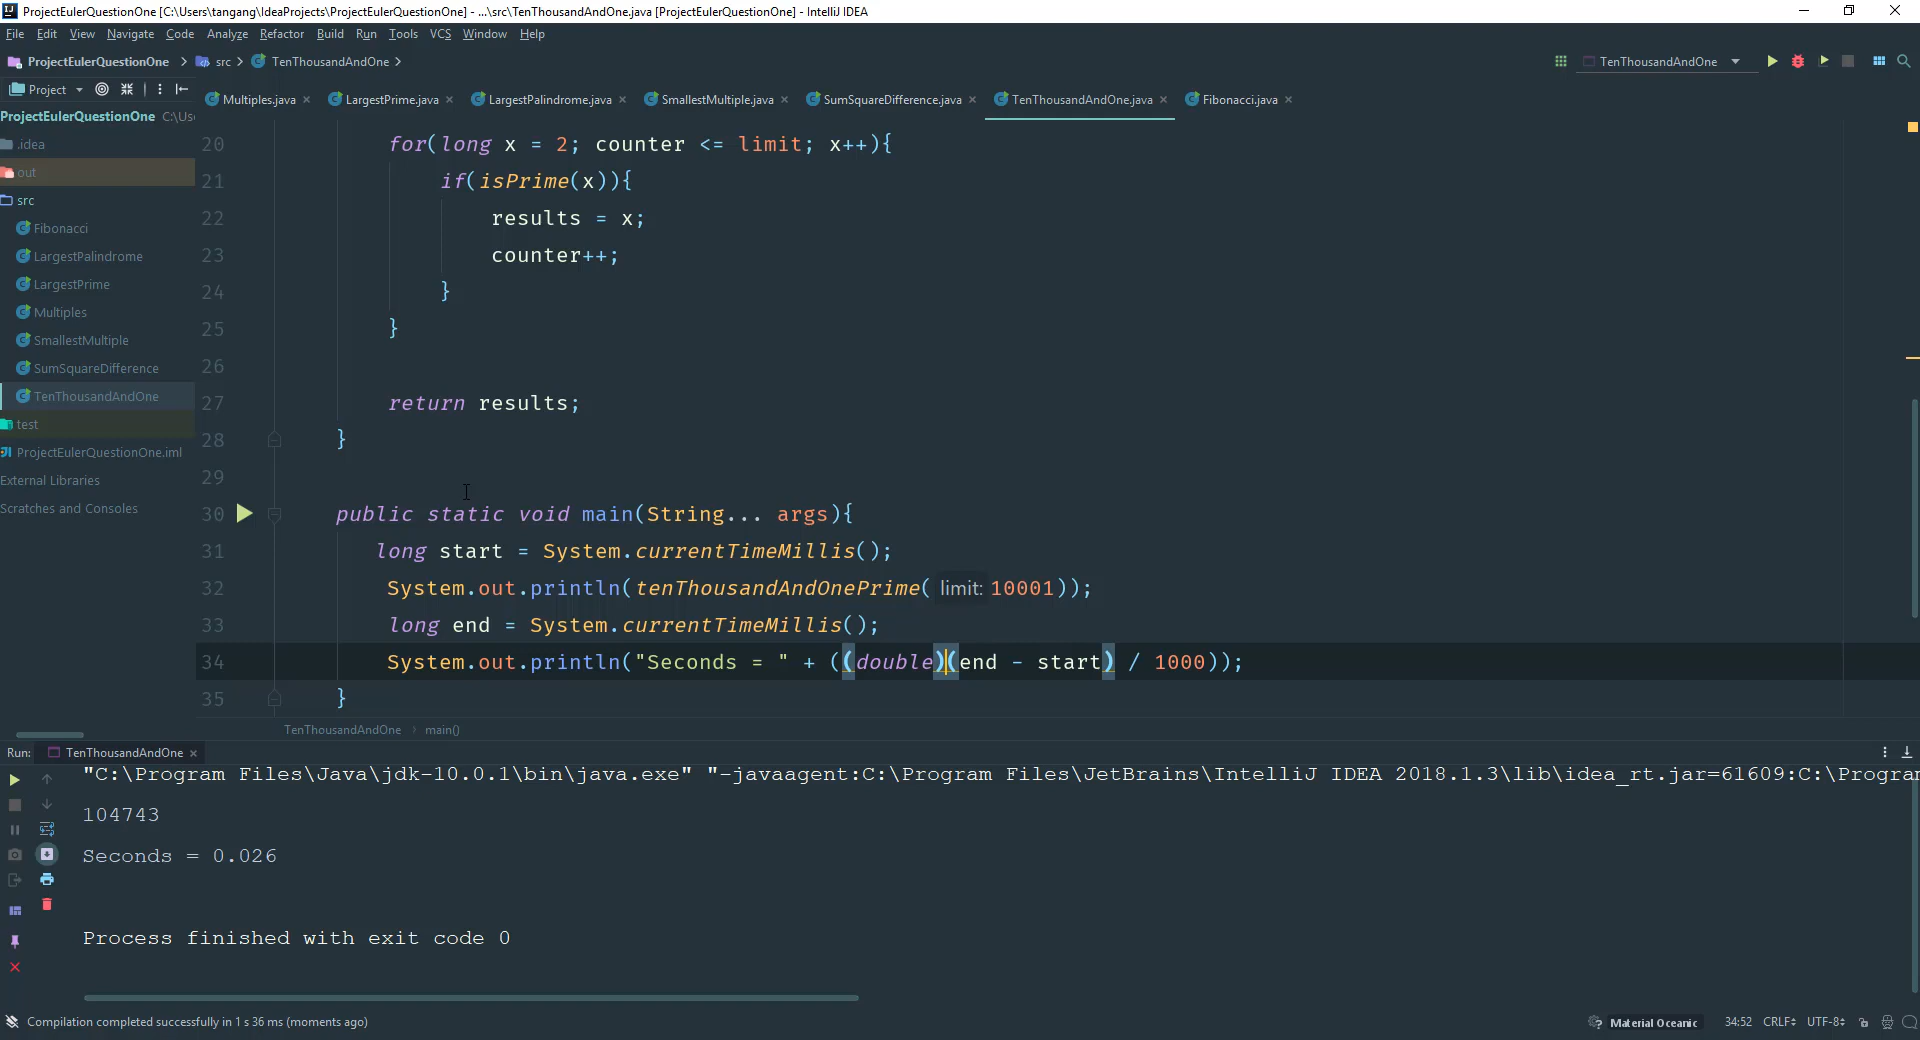 ProjectEulerQuestionOne [C:\Users\tangang\IdeaProjects\ProjectEulerQuestionOne] - ...\src\TenThousandAndOne.java [ProjectEulerQuestionOne] - IntelliJ IDEA
File Edit View Navigate Code Analyze Refactor Build Run Tools VCS Window Help
ProjectEulerQuestionOne src TenThousandAndOne TenThousandAndOne
Project Multiples.java LargestPrime.java LargestPalindrome.java SmallestMultiple.java SumSquareDifference.java TenThousandAndOne.java Fibonacci.java
ProjectEulerQuestionOne C:\Use
.idea
out
src
Fibonacci
LargestPalindrome
LargestPrime
Multiples
SmallestMultiple
SumSquareDifference
TenThousandAndOne
test
ProjectEulerQuestionOne.iml
External Libraries
Scratches and Consoles
20 for(long x = 2; counter <= limit; x++){
21 if(isPrime(x)){
22 results = x;
23 counter++;
24 }
25 }
26
27 return results;
28 }
29
30 public static void main(String... args){
31 long start = System.currentTimeMillis();
32 System.out.println(tenThousandAndOnePrime( limit: 10001));
33 long end = System.currentTimeMillis();
34 System.out.println("Seconds = " + ((double)(end - start) / 1000));
35 }
TenThousandAndOne main()
Run: TenThousandAndOne
"C:\Program Files\Java\jdk-10.0.1\bin\java.exe" "-javaagent:C:\Program Files\JetBrains\IntelliJ IDEA 2018.1.3\lib\idea_rt.jar=61609:C:\Program
104743
Seconds = 0.026
Process finished with exit code 0
Compilation completed successfully in 1 s 36 ms (moments ago) Material Oceanic 34:52 CRLF UTF-8